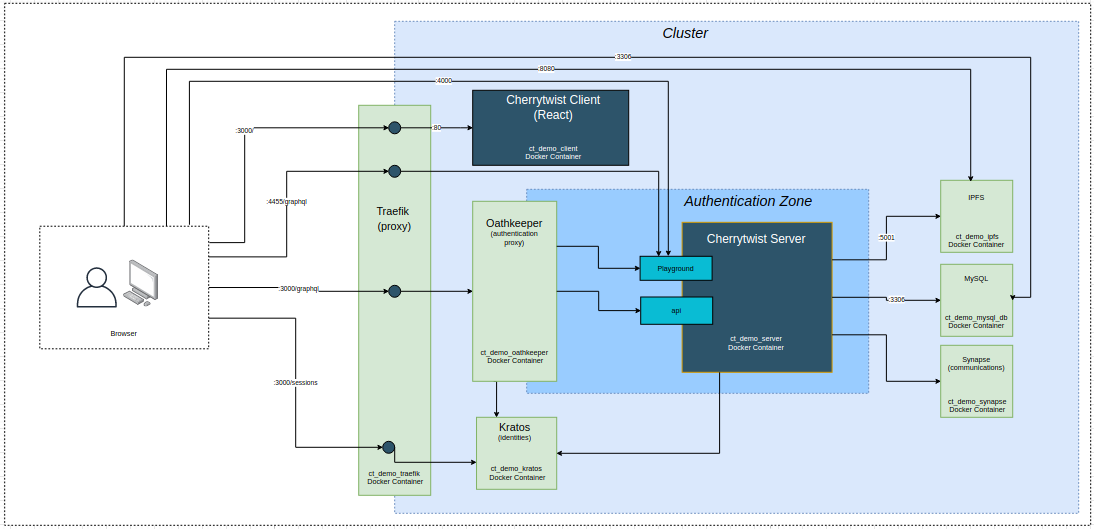 Cluster
:3306
:8080
:4000
Cherrytwist Client
(React)
ct_demo_client
Docker Container
:3000/
:80
:4455/graphql
Traefik
(proxy)
Authentication Zone
Oathkeeper
(authentication
proxy)
Cherrytwist Server
Playground
api
ct_demo_server
Docker Container
IPFS
ct_demo_ipfs
Docker Container
:5001
MySQL
ct_demo_mysql_db
Docker Container
:3306
:3000/graphql
Browser
ct_demo_oathkeeper
Docker Container
Synapse
(communications)
ct_demo_synapse
Docker Container
:3000/sessions
Kratos
(identities)
ct_demo_kratos
Docker Container
ct_demo_traefik
Docker Container